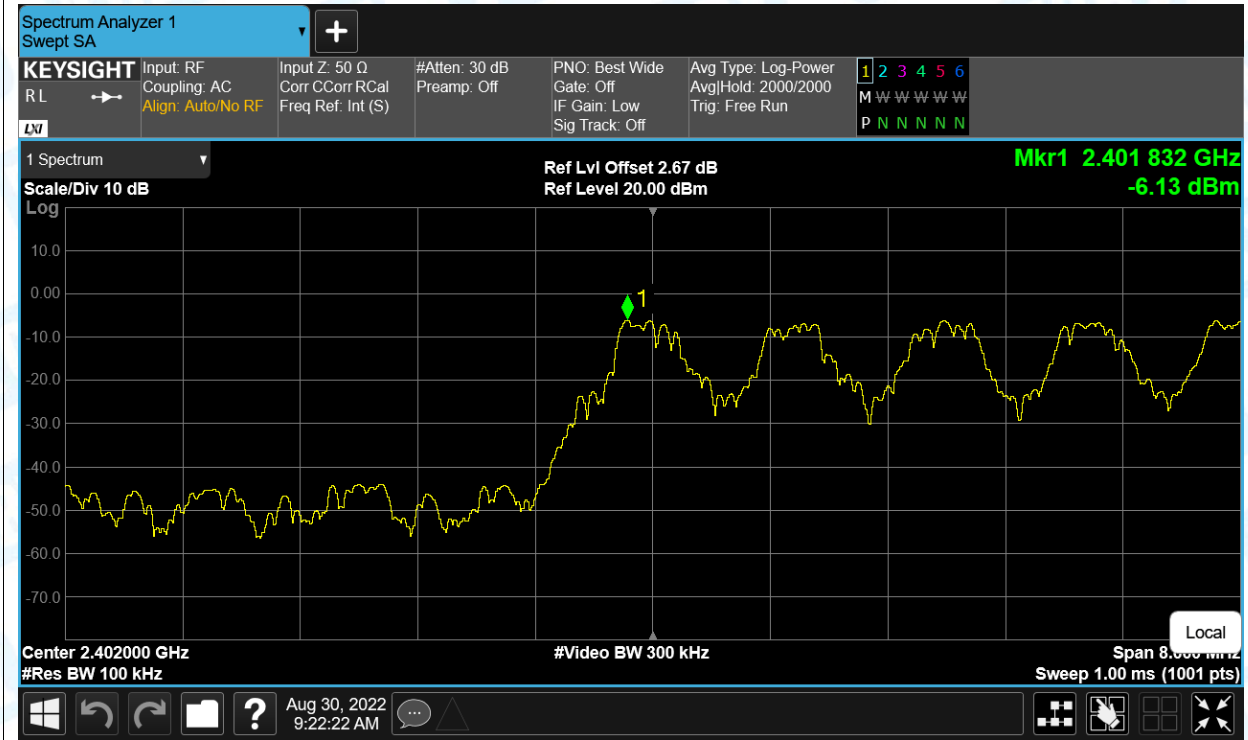 Spectrum Analyzer 1
Swept SA
+
KEYSIGHT
R L
LXI
Input: RF
Coupling: AC
Align: Auto/No RF
Input Z: 50 Ω
Corr CCorr RCal
Freq Ref: Int (S)
#Atten: 30 dB
Preamp: Off
PNO: Best Wide
Gate: Off
IF Gain: Low
Sig Track: Off
Avg Type: Log-Power
Avg|Hold: 2000/2000
Trig: Free Run
1 2 3 4 5 6
M W W W W W
P N N N N N
1 Spectrum
Scale/Div 10 dB
Log
Ref Lvl Offset 2.67 dB
Ref Level 20.00 dBm
Mkr1 2.401 832 GHz
-6.13 dBm
10.0
0.00
-10.0
-20.0
-30.0
-40.0
-50.0
-60.0
-70.0
1
Local
Center 2.402000 GHz
#Res BW 100 kHz
#Video BW 300 kHz
Span 8.000 MHz
Sweep 1.00 ms (1001 pts)
?
Aug 30, 2022
9:22:22 AM